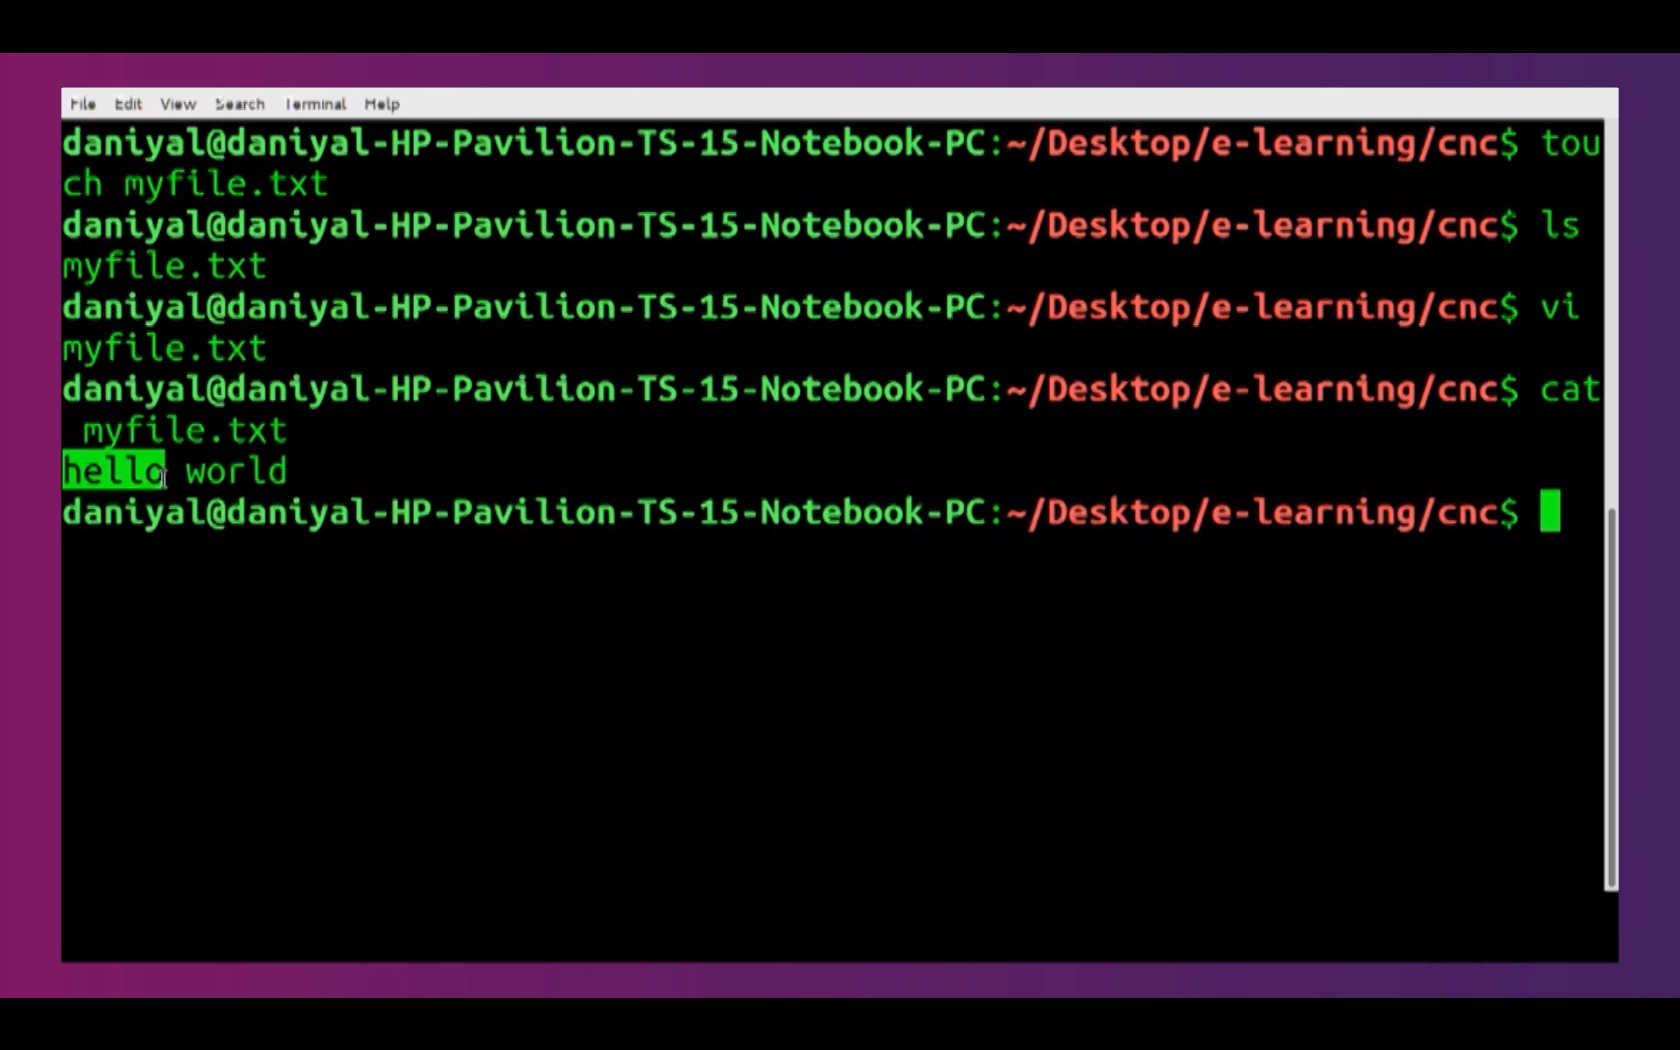 File Edit View Search Terminal Help
daniyal@daniyal-HP-Pavilion-TS-15-Notebook-PC:~/Desktop/e-learning/cnc$ tou
ch myfile.txt
daniyal@daniyal-HP-Pavilion-TS-15-Notebook-PC:~/Desktop/e-learning/cnc$ ls
myfile.txt
daniyal@daniyal-HP-Pavilion-TS-15-Notebook-PC:~/Desktop/e-learning/cnc$ vi
myfile.txt
daniyal@daniyal-HP-Pavilion-TS-15-Notebook-PC:~/Desktop/e-learning/cnc$ cat
 myfile.txt
hello world
daniyal@daniyal-HP-Pavilion-TS-15-Notebook-PC:~/Desktop/e-learning/cnc$